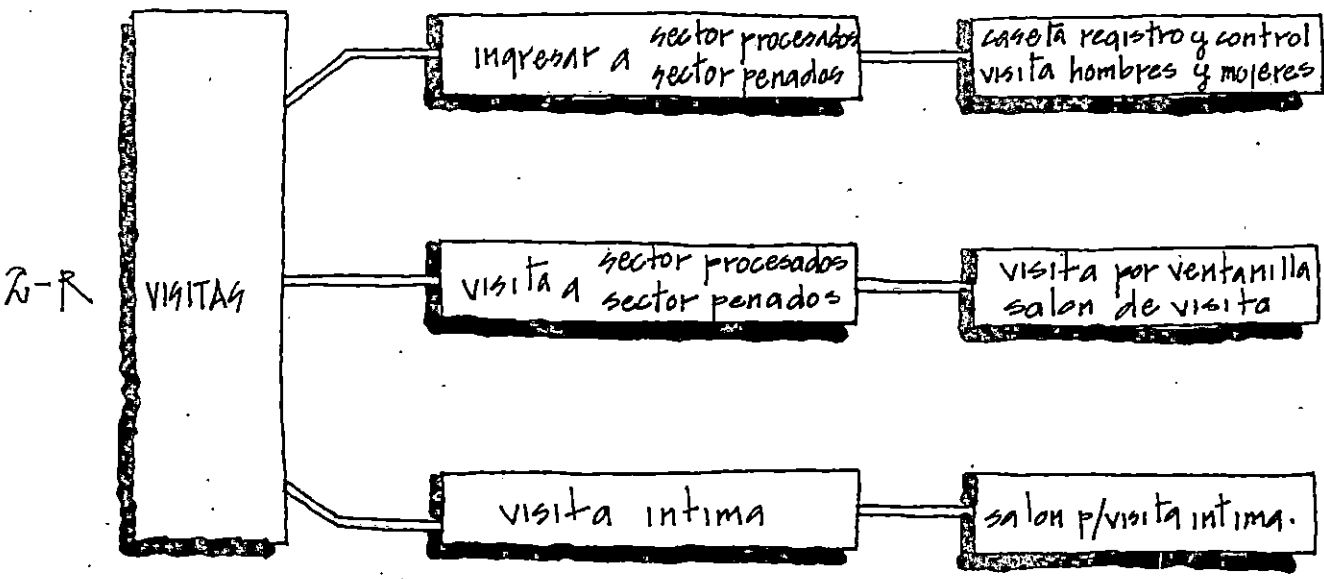 ingresar a sector procesados
sector penados
caseta registro y control
visita hombres y mujeres
2-R
VISITAS
visita a sector procesados
sector penados
visita por ventanilla
salon de visita
visita intima
salon p/visita intima.